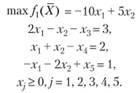 max f₁(X̄) = −10x₁ + 5x₂
2x₁ − x₂ − x₃ = 3,
x₁ + x₂ − x₄ = 2,
−x₁ − 2x₂ + x₅ = 1,
xⱼ ≥ 0, j = 1, 2, 3, 4, 5.